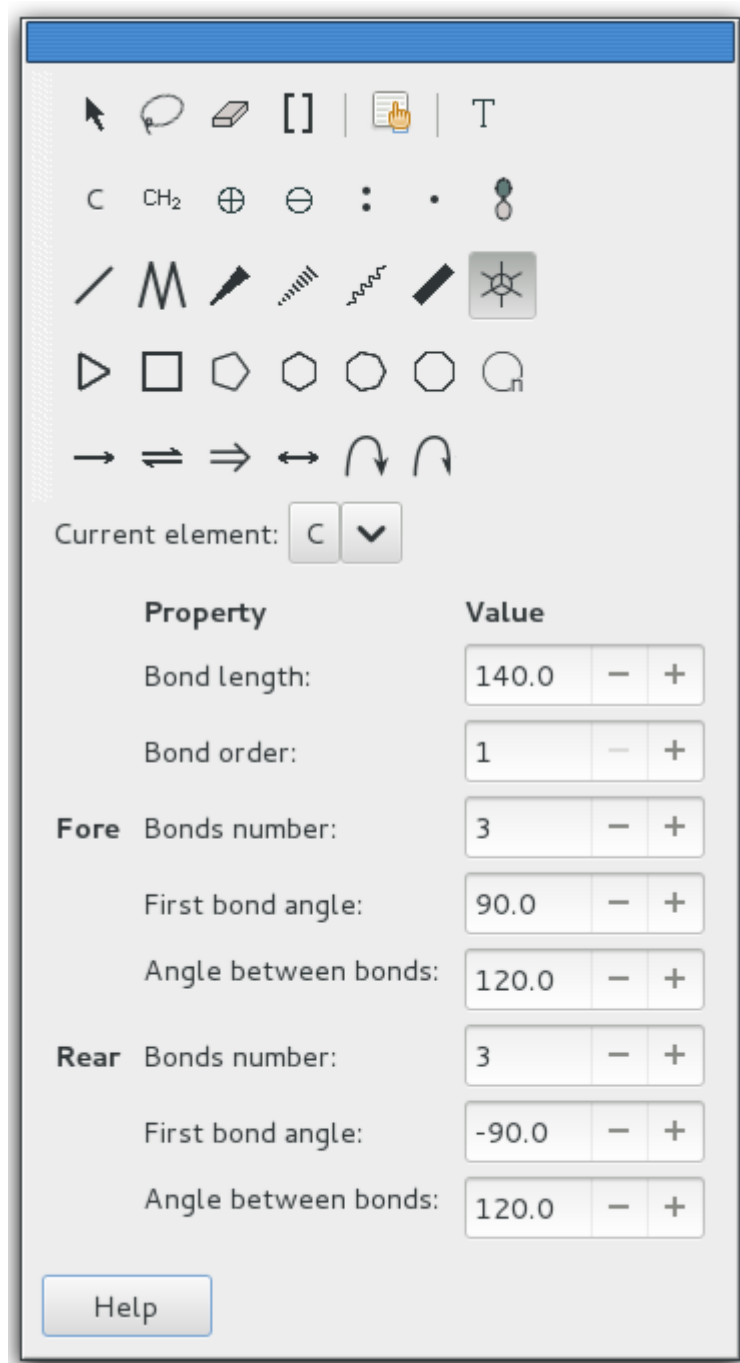 T
C CH₂
n
Current element: C
Property Value
Bond length: 140.0
Bond order: 1
Fore Bonds number: 3
First bond angle: 90.0
Angle between bonds: 120.0
Rear Bonds number: 3
First bond angle: -90.0
Angle between bonds: 120.0
Help